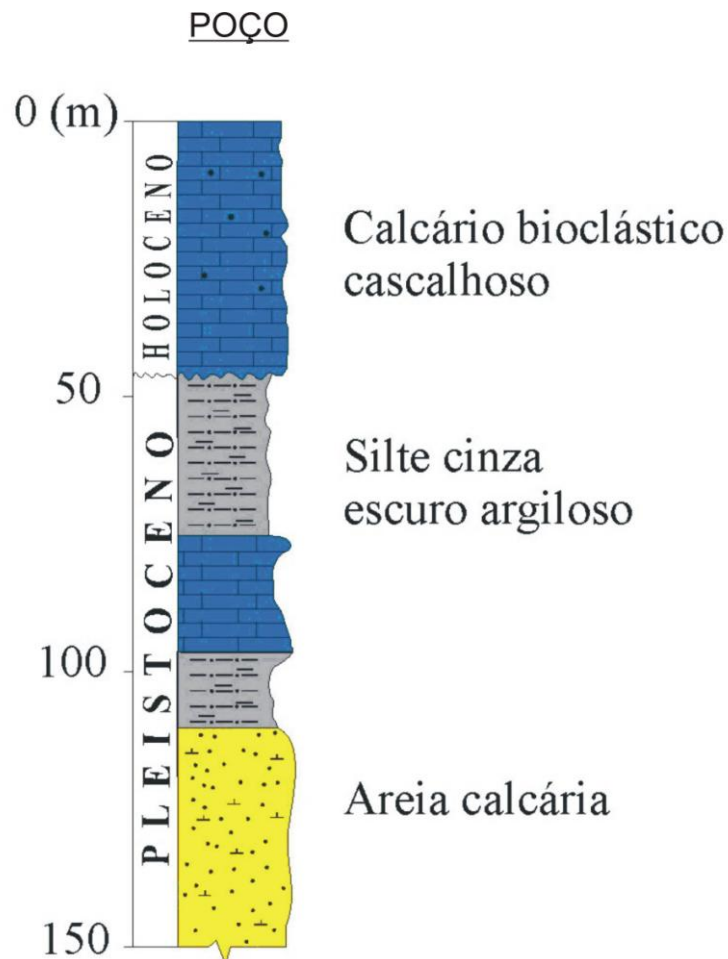 POÇO
0 (m)
HOLOCENO
Calcário bioclástico
cascalhoso
50
PLEISTOCENO
Silte cinza
escuro argiloso
100
Areia calcária
150